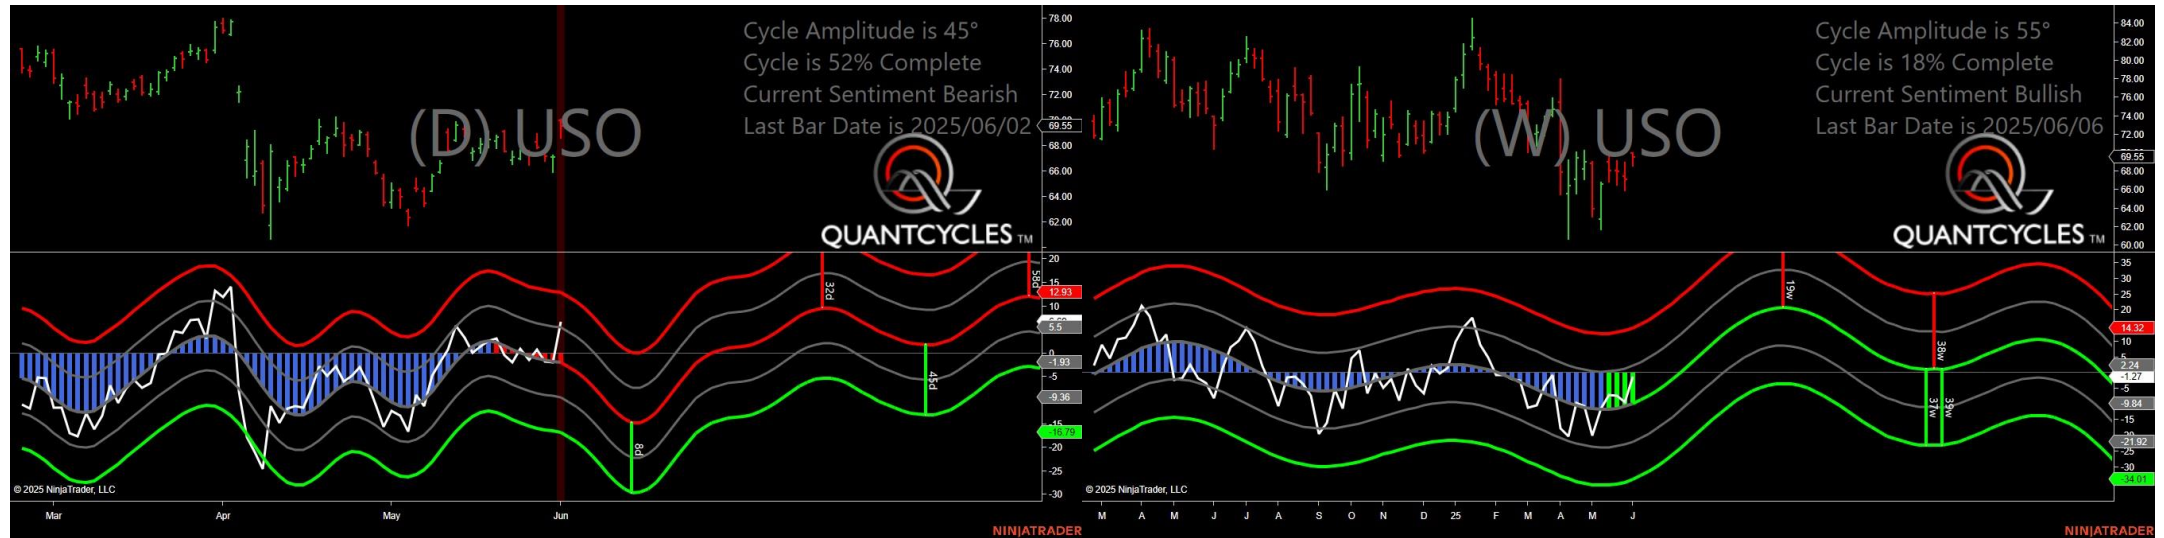 Cycle Amplitude is 45°
Cycle is 52% Complete
Current Sentiment Bearish
Last Bar Date is 2025/06/02
(D) USO
QUANTCYCLES TM
78.00
76.00
74.00
72.00
69.55
68.00
66.00
64.00
62.00
20
15
12.93
10
5.5
0
-1.93
-5
-9.36
-15
-16.79
-20
-25
-30
8d
32d
45d
58d
© 2025 NinjaTrader, LLC
Mar
Apr
May
Jun
NINJATRADER
Cycle Amplitude is 55°
Cycle is 18% Complete
Current Sentiment Bullish
Last Bar Date is 2025/06/06
(W) USO
QUANTCYCLES TM
84.00
82.00
80.00
78.00
76.00
74.00
72.00
69.55
68.00
66.00
64.00
62.00
60.00
35
30
25
20
14.32
10
5
2.24
-1.27
-5
-9.84
-15
-21.92
-25
-30
-34.01
19w
38w
37w
39w
© 2025 NinjaTrader, LLC
M A M J J A S O N D 25 F M A M J
NINJATRADER